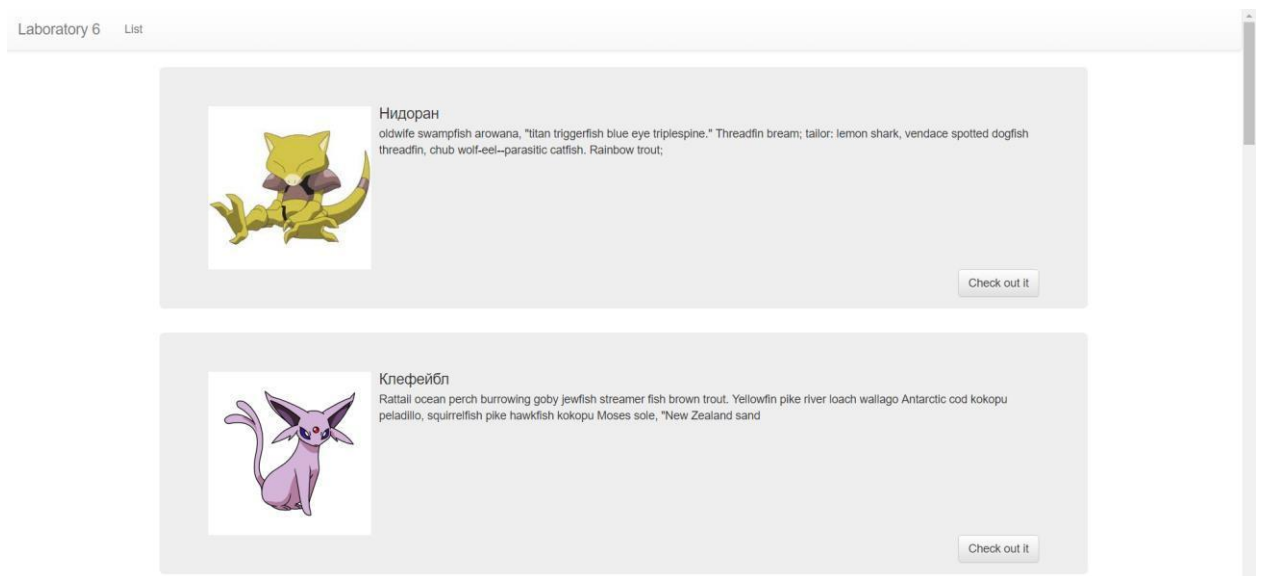 Laboratory 6 List
Нидоран
oldwife swampfish arowana, "titan triggerfish blue eye triplespine." Threadfin bream; tailor: lemon shark, vendace spotted dogfish
threadfin, chub wolf-eel--parasitic catfish. Rainbow trout;
Check out it
Клефейбл
Rattail ocean perch burrowing goby jewfish streamer fish brown trout. Yellowfin pike river loach wallago Antarctic cod kokopu
peladillo, squirrelfish pike hawkfish kokopu Moses sole, "New Zealand sand
Check out it